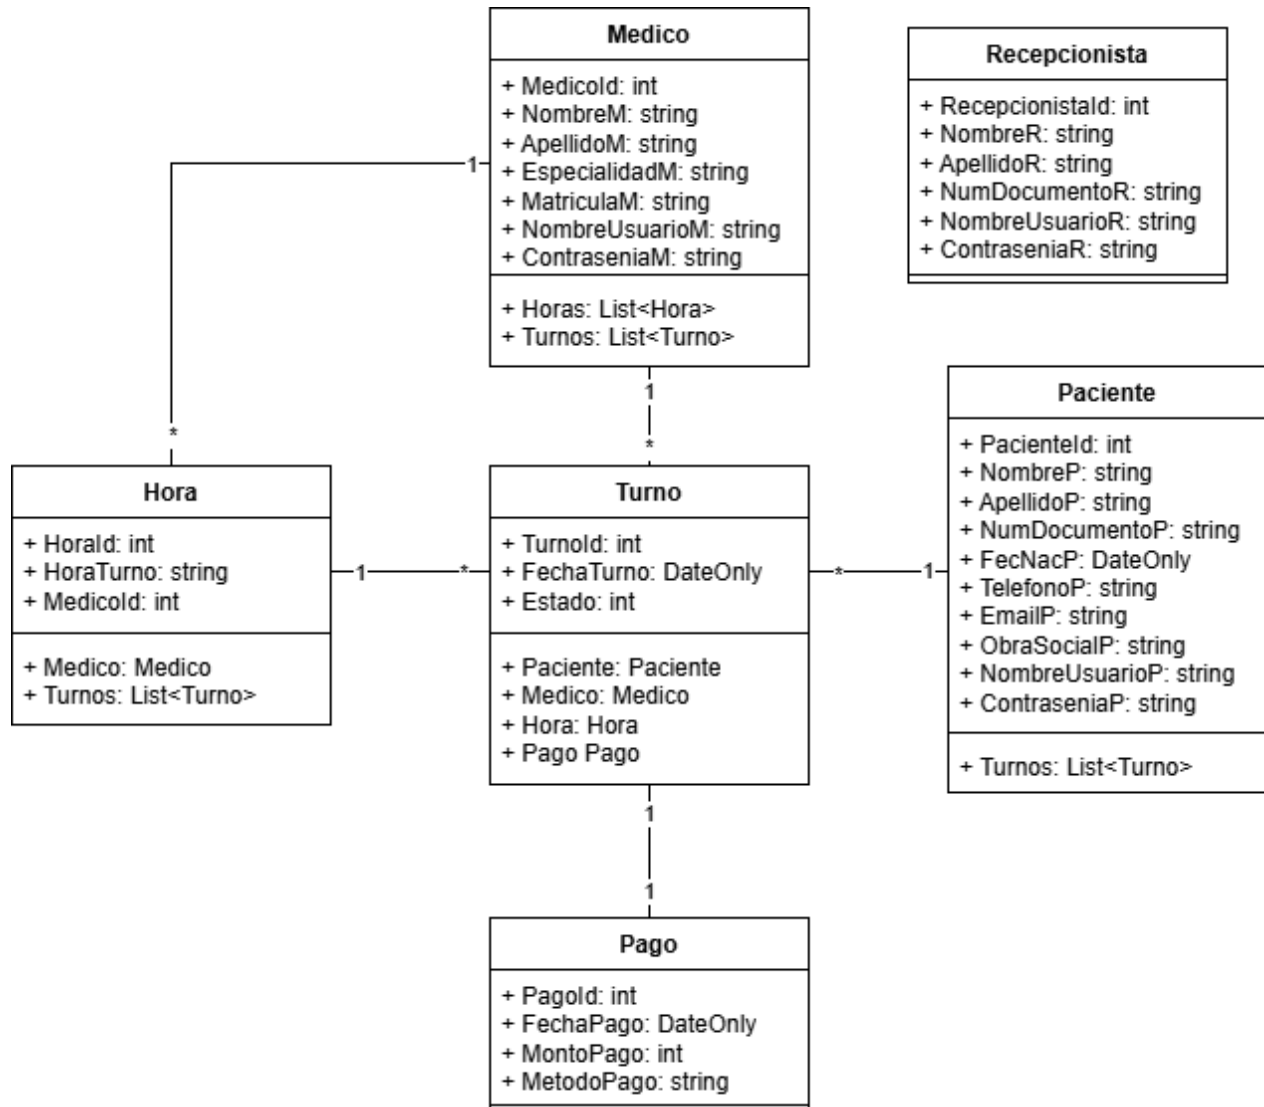 Medico
+ MedicoId: int
+ NombreM: string
+ ApellidoM: string
+ EspecialidadM: string
+ MatriculaM: string
+ NombreUsuarioM: string
+ ContraseniaM: string
+ Horas: List<Hora>
+ Turnos: List<Turno>
Recepcionista
+ RecepcionistaId: int
+ NombreR: string
+ ApellidoR: string
+ NumDocumentoR: string
+ NombreUsuarioR: string
+ ContraseniaR: string
1
*
1
*
Hora
+ HoraId: int
+ HoraTurno: string
+ MedicoId: int
+ Medico: Medico
+ Turnos: List<Turno>
1
*
Turno
+ TurnoId: int
+ FechaTurno: DateOnly
+ Estado: int
+ Paciente: Paciente
+ Medico: Medico
+ Hora: Hora
+ Pago Pago
*
1
Paciente
+ PacienteId: int
+ NombreP: string
+ ApellidoP: string
+ NumDocumentoP: string
+ FecNacP: DateOnly
+ TelefonoP: string
+ EmailP: string
+ ObraSocialP: string
+ NombreUsuarioP: string
+ ContraseniaP: string
+ Turnos: List<Turno>
1
1
Pago
+ PagoId: int
+ FechaPago: DateOnly
+ MontoPago: int
+ MetodoPago: string